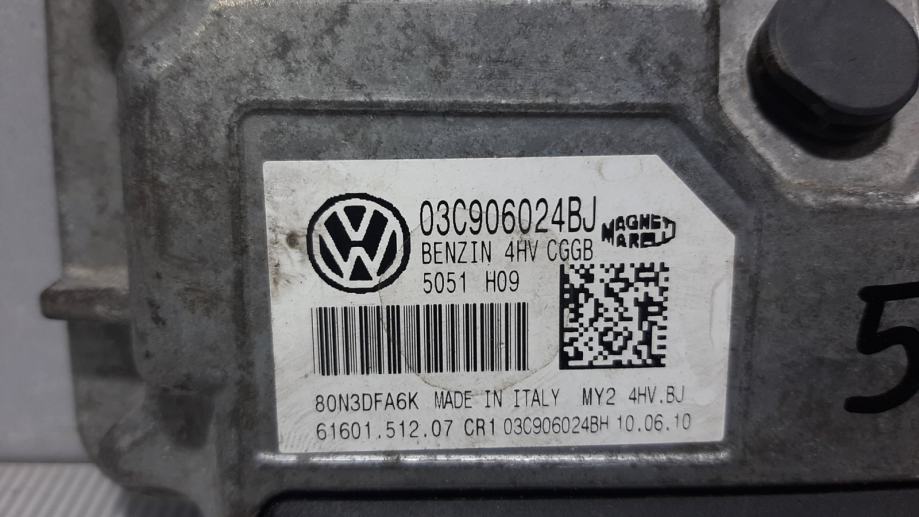 03C906024BJ
MAGNETI
MARELLI
BENZIN 4HV CGGB
5051 H09
80N3DFA6K MADE IN ITALY MY2 4HV.BJ
61601.512.07 CR1 03C906024BH 10.06.10
5